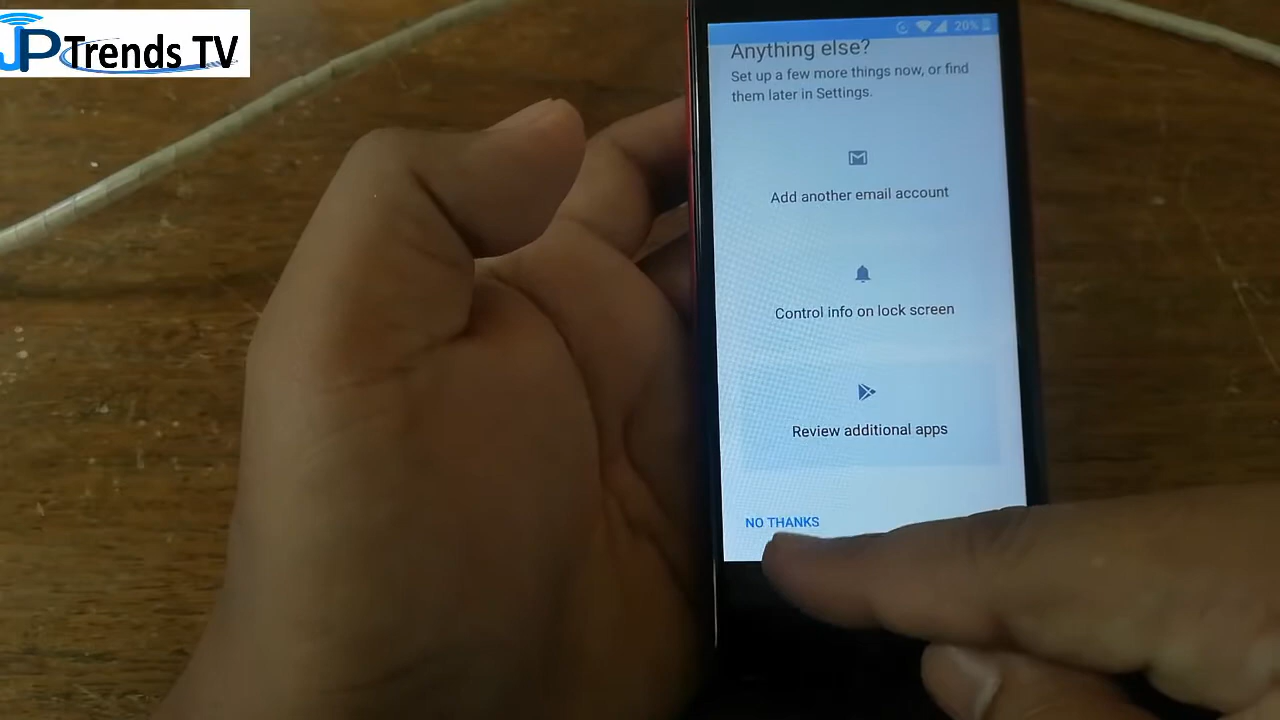 JP Trends TV
20%
Anything else?
Set up a few more things now, or find
them later in Settings.
Add another email account
Control info on lock screen
Review additional apps
NO THANKS